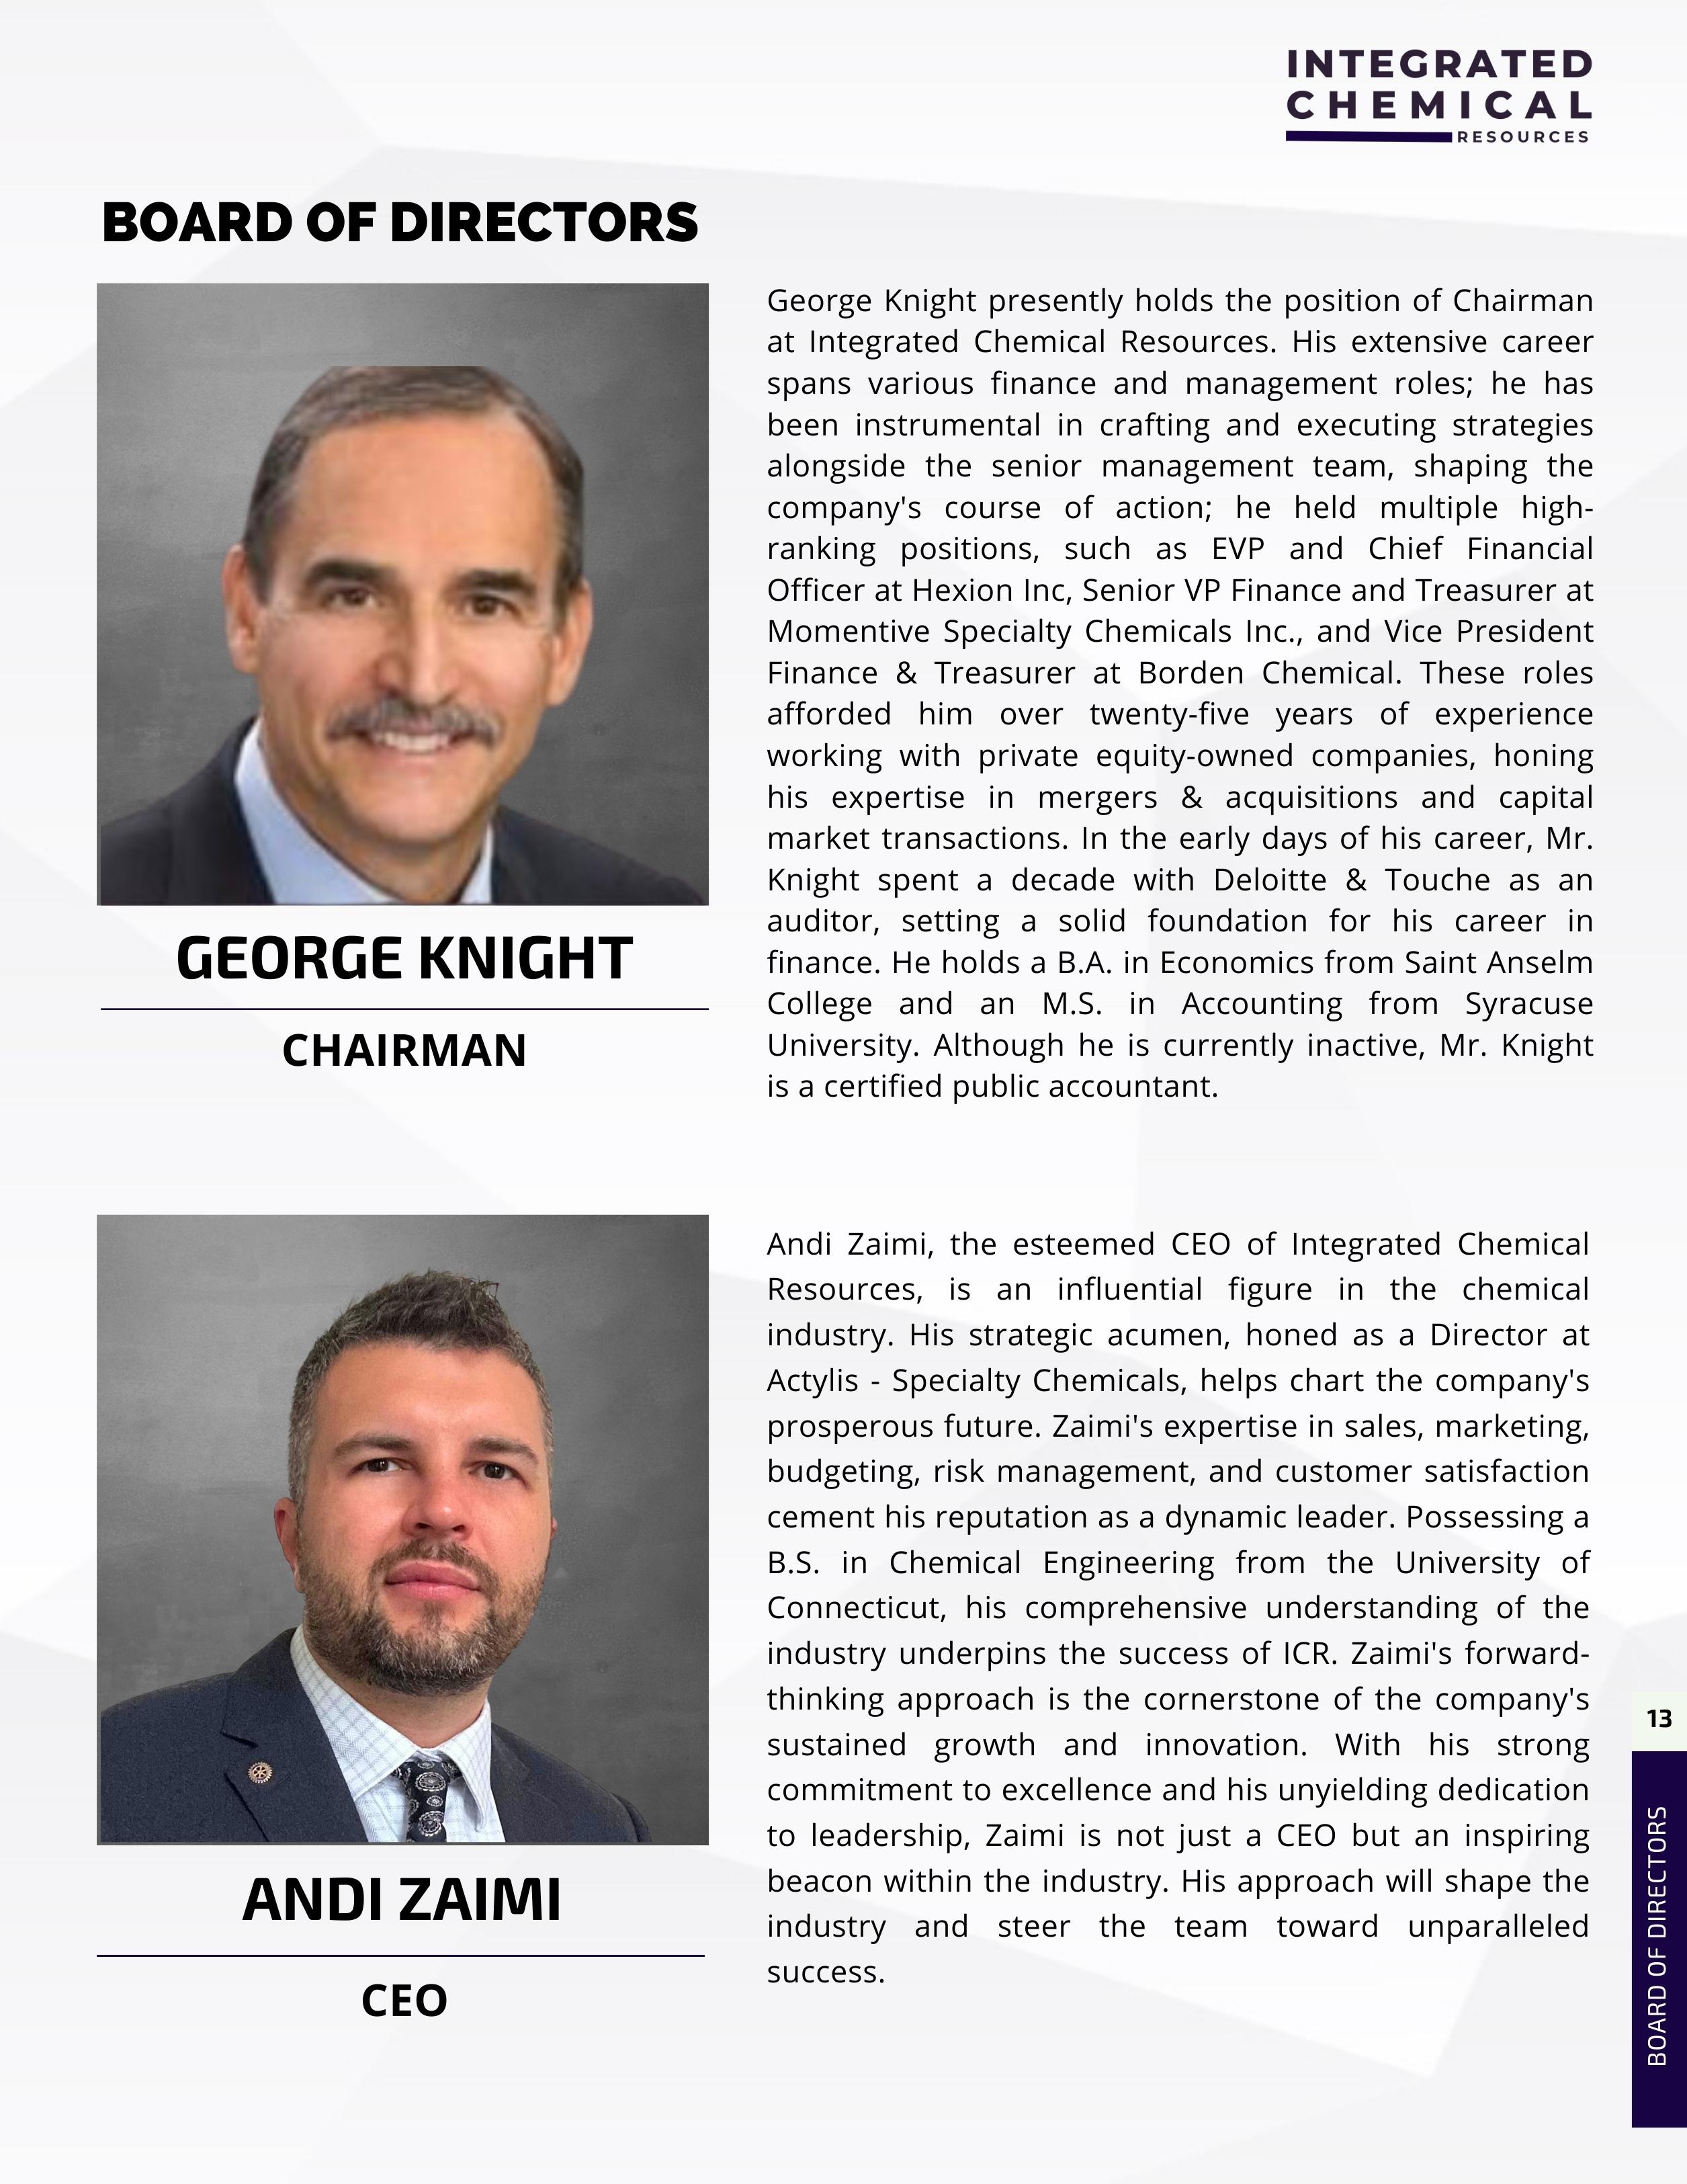 INTEGRATED
CHEMICAL
RESOURCES
BOARD OF DIRECTORS
George Knight presently holds the position of Chairman
at Integrated Chemical Resources. His extensive career
spans various finance and management roles; he has
been instrumental in crafting and executing strategies
alongside the senior management team, shaping the
company's course of action; he held multiple high-
ranking positions, such as EVP and Chief Financial
Officer at Hexion Inc, Senior VP Finance and Treasurer at
Momentive Specialty Chemicals Inc., and Vice President
Finance & Treasurer at Borden Chemical. These roles
afforded him over twenty-five years of experience
working with private equity-owned companies, honing
his expertise in mergers & acquisitions and capital
market transactions. In the early days of his career, Mr.
Knight spent a decade with Deloitte & Touche as an
auditor, setting a solid foundation for his career in
finance. He holds a B.A. in Economics from Saint Anselm
College and an M.S. in Accounting from Syracuse
University. Although he is currently inactive, Mr. Knight
is a certified public accountant.
GEORGE KNIGHT
CHAIRMAN
Andi Zaimi, the esteemed CEO of Integrated Chemical
Resources, is an influential figure in the chemical
industry. His strategic acumen, honed as a Director at
Actylis - Specialty Chemicals, helps chart the company's
prosperous future. Zaimi's expertise in sales, marketing,
budgeting, risk management, and customer satisfaction
cement his reputation as a dynamic leader. Possessing a
B.S. in Chemical Engineering from the University of
Connecticut, his comprehensive understanding of the
industry underpins the success of ICR. Zaimi's forward-
thinking approach is the cornerstone of the company's
sustained growth and innovation. With his strong
commitment to excellence and his unyielding dedication
to leadership, Zaimi is not just a CEO but an inspiring
beacon within the industry. His approach will shape the
industry and steer the team toward unparalleled
success.
ANDI ZAIMI
CEO
13
BOARD OF DIRECTORS